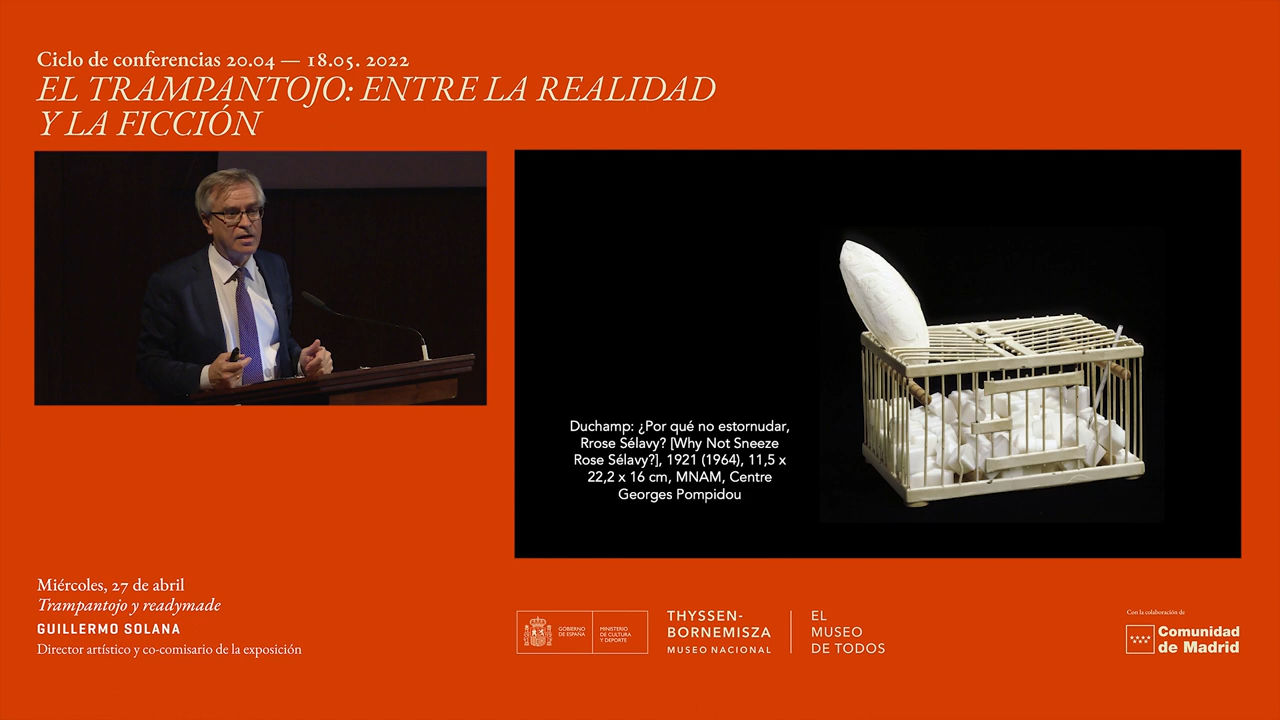 Ciclo de conferencias 20.04 — 18.05. 2022
EL TRAMPANTOJO: ENTRE LA REALIDAD
Y LA FICCIÓN
Duchamp: ¿Por qué no estornudar,
Rrose Sélavy? [Why Not Sneeze
Rose Sélavy?], 1921 (1964), 11,5 x
22,2 x 16 cm, MNAM, Centre
Georges Pompidou
Miércoles, 27 de abril
Trampantojo y readymade
GUILLERMO SOLANA
Director artístico y co-comisario de la exposición
GOBIERNO
DE ESPAÑA
MINISTERIO
DE CULTURA
Y DEPORTE
THYSSEN-
BORNEMISZA
MUSEO NACIONAL
EL
MUSEO
DE TODOS
Con la colaboración de
Comunidad
de Madrid